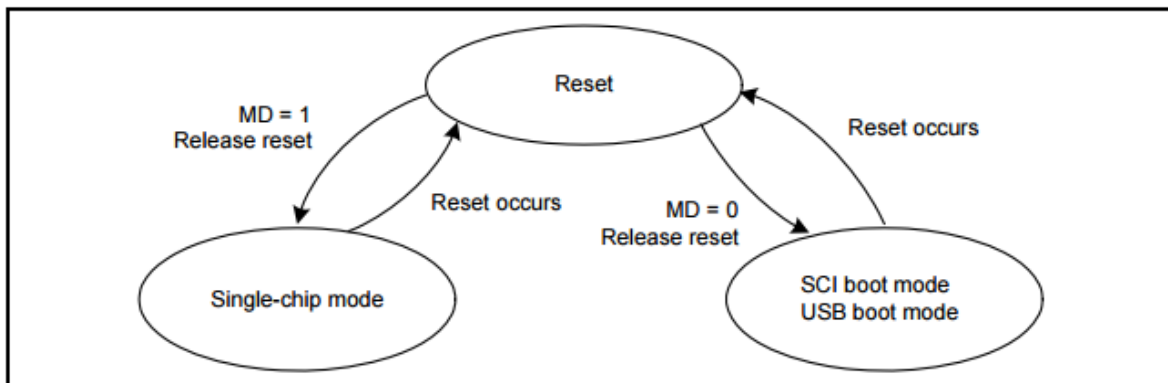 Reset
MD = 1
Release reset
Reset occurs
Reset occurs
MD = 0
Release reset
Single-chip mode
SCI boot mode
USB boot mode